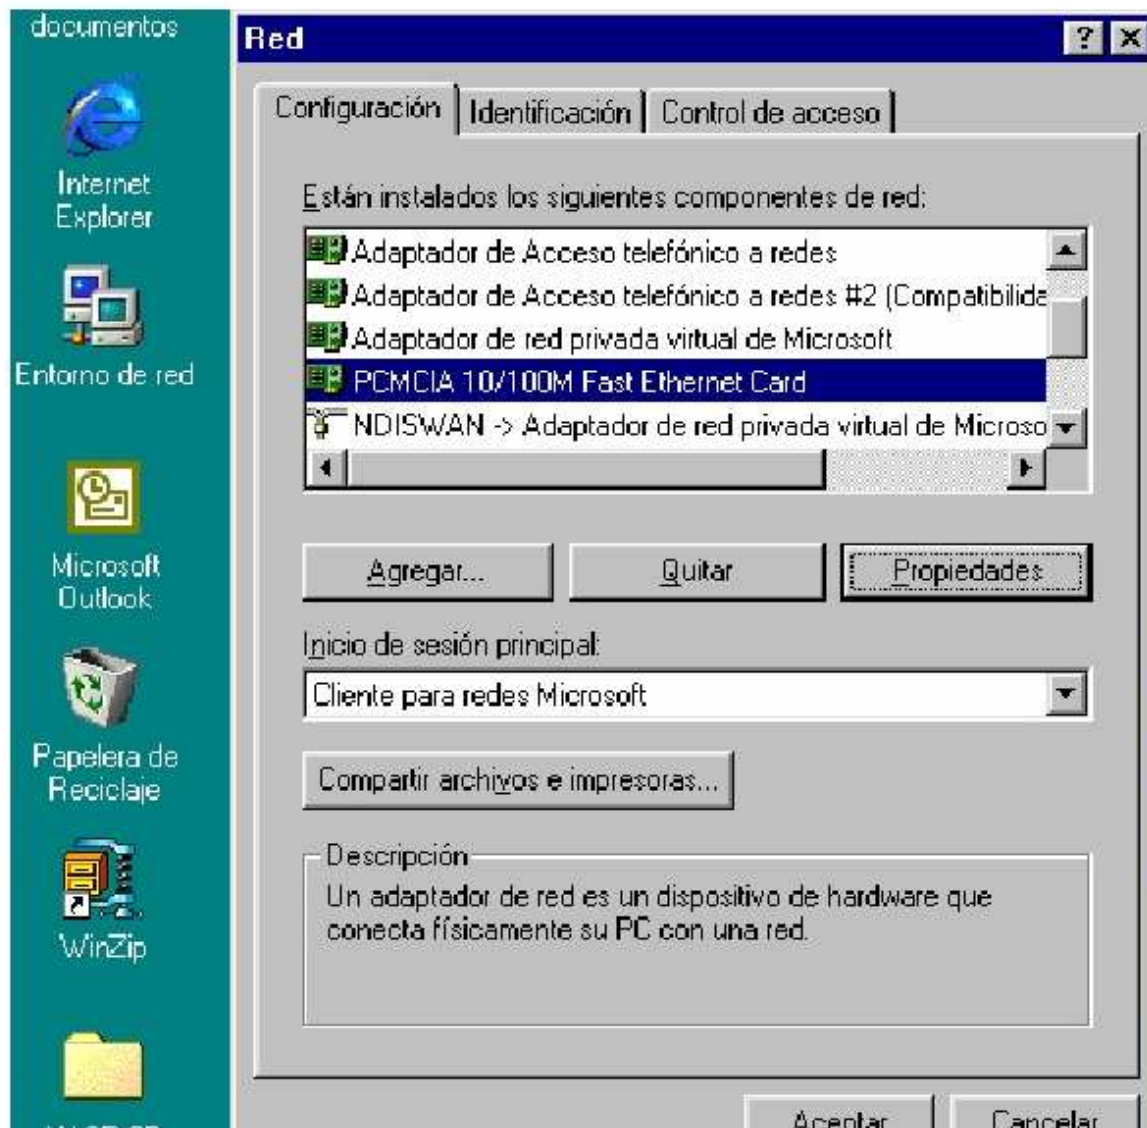 documentos
Internet
Explorer
Entorno de red
Microsoft
Outlook
Papelera de
Reciclaje
WinZip
Red
Configuración
Identificación
Control de acceso
Están instalados los siguientes componentes de red:
Adaptador de Acceso telefónico a redes
Adaptador de Acceso telefónico a redes #2 (Compatibilida
Adaptador de red privada virtual de Microsoft
PCMCIA 10/100M Fast Ethernet Card
NDISWAN -> Adaptador de red privada virtual de Microso
Agregar...
Quitar
Propiedades
Inicio de sesión principal:
Cliente para redes Microsoft
Compartir archivos e impresoras...
Descripción
Un adaptador de red es un dispositivo de hardware que
conecta físicamente su PC con una red.
Aceptar
Cancelar